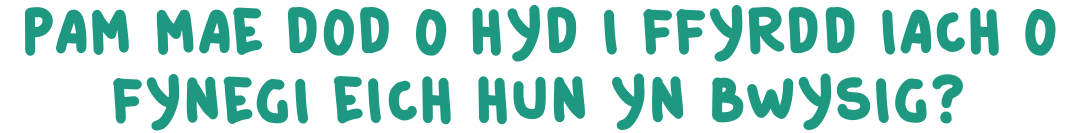 PAM MAE DOD O HYD I FFYRDD IACH O
FYNEGI EICH HUN YN BWYSIG?